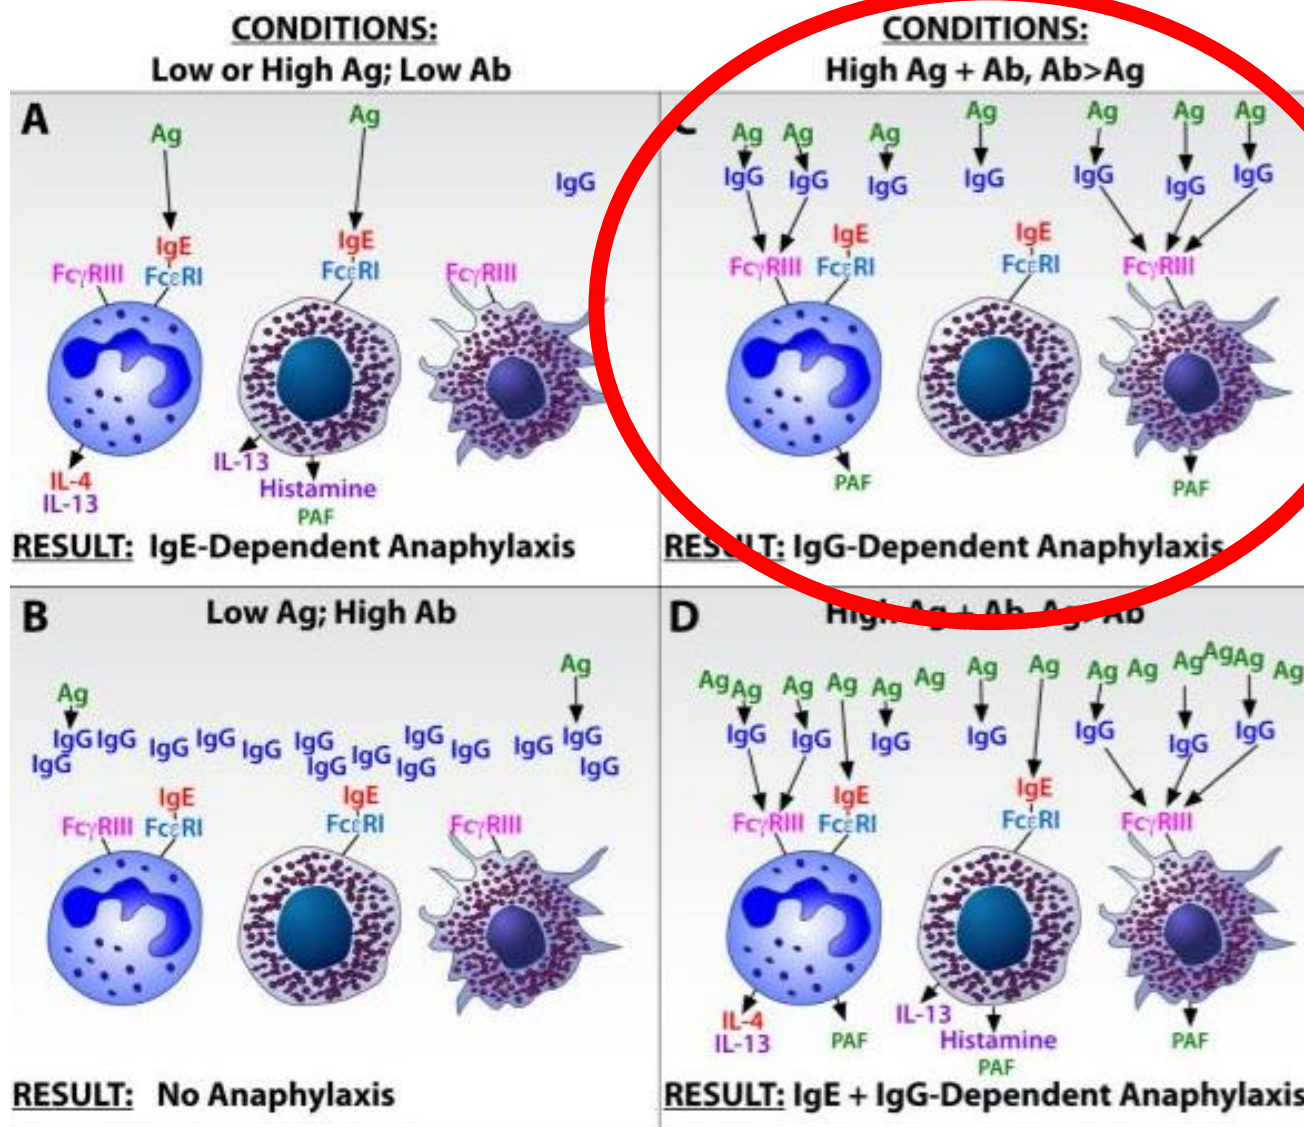 CONDITIONS:
Low or High Ag; Low Ab
A
Ag
Ag
IgG
IgE
IgE
FcγRIII
FcεRI
FcεRI
FcγRIII
IL-4
IL-13
IL-13
Histamine
PAF
RESULT: IgE-Dependent Anaphylaxis
CONDITIONS:
High Ag + Ab, Ab>Ag
Ag Ag Ag Ag Ag Ag Ag
IgG IgG IgG IgG IgG IgG IgG
IgE
IgE
FcγRIII FcεRI
FcεRI
FcγRIII
PAF
PAF
RESULT: IgG-Dependent Anaphylaxis
B
Low Ag; High Ab
Ag
Ag
IgG IgG IgG IgG IgG IgG IgG IgG IgG IgG
IgG IgG IgG IgG
IgE
IgE
FcγRIII FcεRI
FcεRI
FcγRIII
RESULT: No Anaphylaxis
D
High Ag + Ab, Ag>Ab
Ag Ag Ag Ag Ag Ag Ag Ag Ag Ag Ag Ag Ag Ag
IgG IgG IgG IgG IgG IgG IgG
IgE
IgE
FcγRIII FcεRI
FcεRI
FcγRIII
IL-4
IL-13
PAF
IL-13
Histamine
PAF
PAF
RESULT: IgE + IgG-Dependent Anaphylaxis